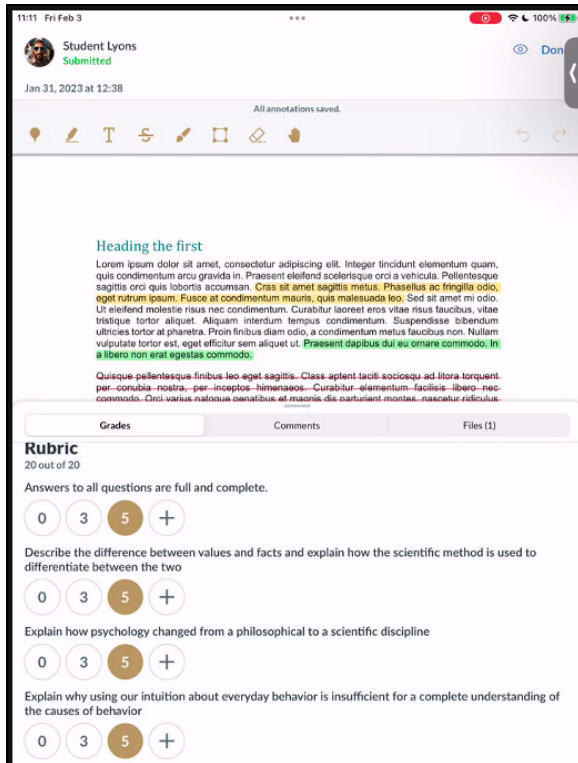 11:11 Fri Feb 3
100%
Student Lyons
Submitted
Don
Jan 31, 2023 at 12:38
All annotations saved.
T S
Heading the first
Lorem ipsum dolor sit amet, consectetur adipiscing elit. Integer tincidunt elementum quam,
quis condimentum arcu gravida in. Praesent eleifend scelerisque orci a vehicula. Pellentesque
sagittis orci quis lobortis accumsan. Cras sit amet sagittis metus. Phasellus ac fringilla odio,
eget rutrum ipsum. Fusce at condimentum mauris, quis malesuada leo. Sed sit amet mi odio.
Ut eleifend molestie risus nec condimentum. Curabitur laoreet eros vitae risus faucibus, vitae
tristique tortor aliquet. Aliquam interdum tempus condimentum. Suspendisse bibendum
ultricies tortor at pharetra. Proin finibus diam odio, a condimentum metus faucibus non. Nullam
vulputate tortor est, eget efficitur sem aliquet ut. Praesent dapibus dui eu ornare commodo. In
a libero non erat egestas commodo.
Quisque pellentesque finibus leo eget sagittis. Class aptent taciti sociosqu ad litora torquent
per conubia nostra, per inceptos himenaeos. Curabitur elementum facilisis libero nec
commodo. Orci varius natoque penatibus et magnis dis parturient montes, nascetur ridiculus
Grades Comments Files (1)
Rubric
20 out of 20
Answers to all questions are full and complete.
0 3 5 +
Describe the difference between values and facts and explain how the scientific method is used to
differentiate between the two
0 3 5 +
Explain how psychology changed from a philosophical to a scientific discipline
0 3 5 +
Explain why using our intuition about everyday behavior is insufficient for a complete understanding of
the causes of behavior
0 3 5 +